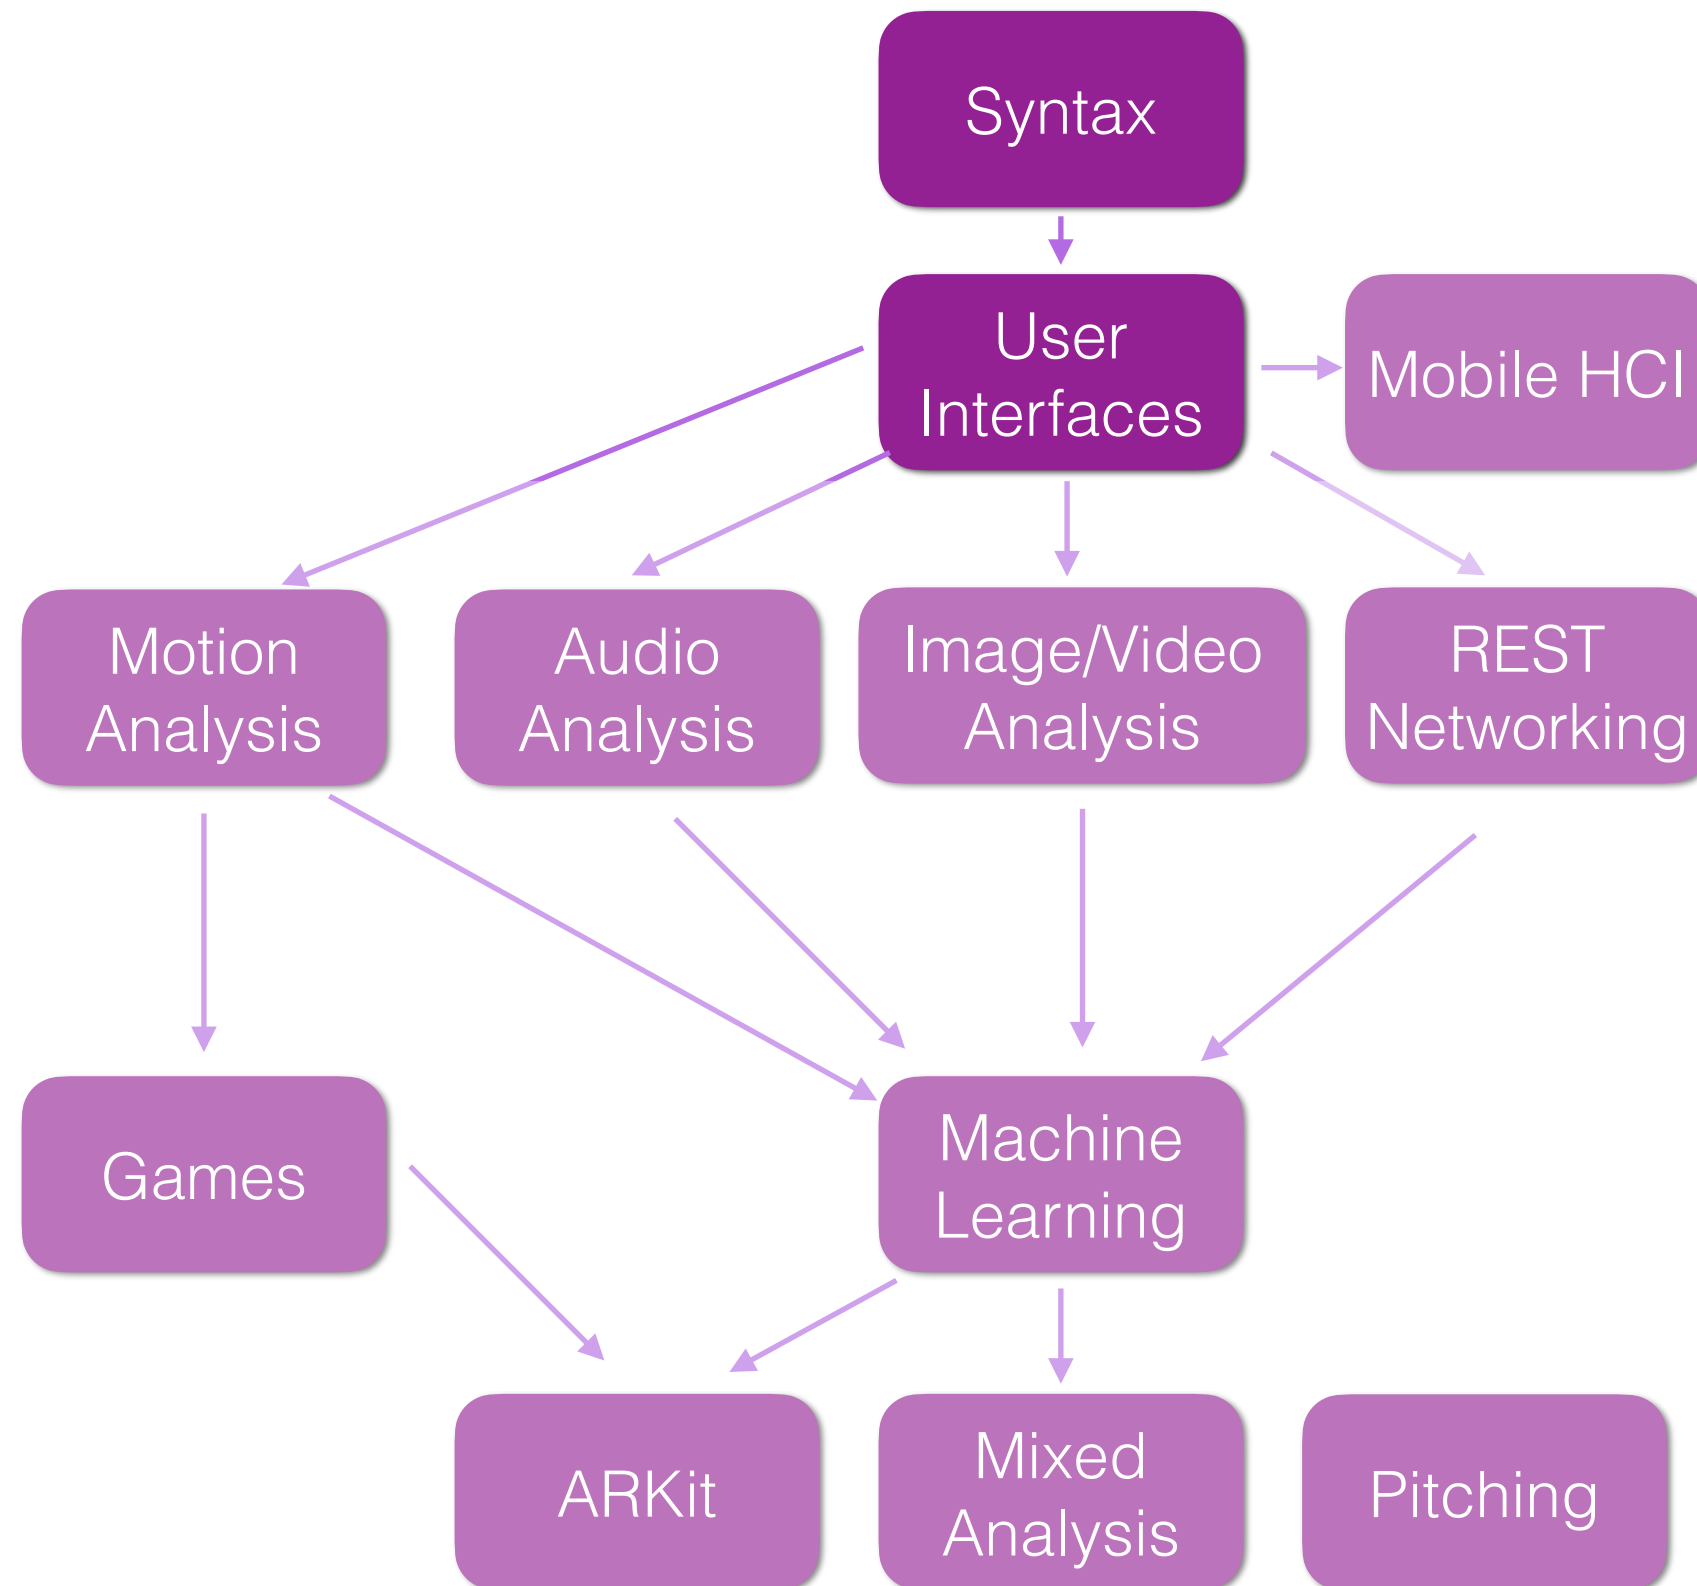 Syntax
User
Interfaces
Mobile HCI
Motion
Analysis
Audio
Analysis
Image/Video
Analysis
REST
Networking
Games
Machine
Learning
ARKit
Mixed
Analysis
Pitching